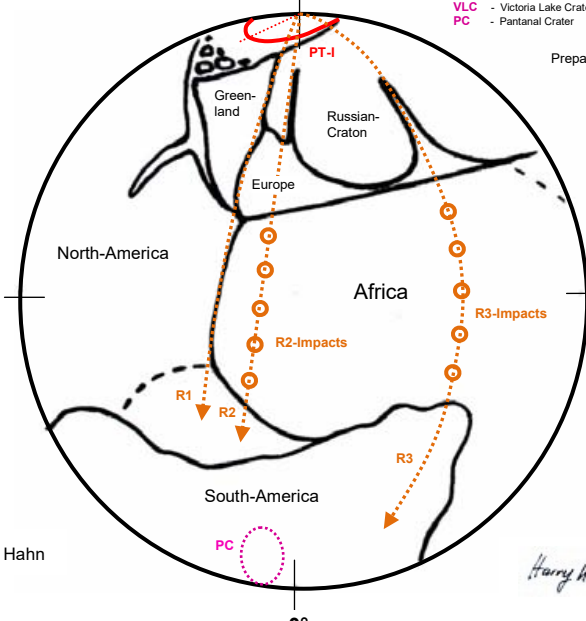 VLC - Victoria Lake Crate
PC - Pantanal Crater
Prepa
PT-I
Green-
land
Russian-
Craton
Europe
North-America
Africa
R3-Impacts
R2-Impacts
R1
R2
R3
South-America
PC
Hahn
Harry